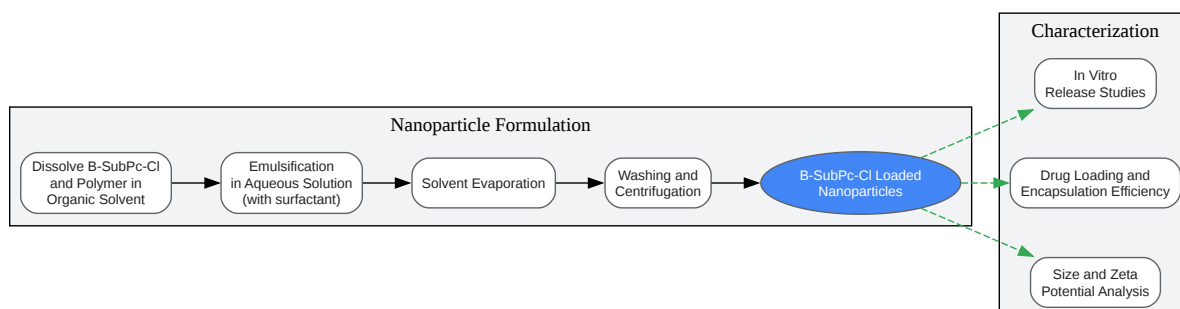 Nanoparticle Formulation
Dissolve B-SubPc-Cl
and Polymer in
Organic Solvent
Emulsification
in Aqueous Solution
(with surfactant)
Solvent Evaporation
Washing and
Centrifugation
B-SubPc-Cl Loaded
Nanoparticles
Characterization
In Vitro
Release Studies
Drug Loading and
Encapsulation Efficiency
Size and Zeta
Potential Analysis